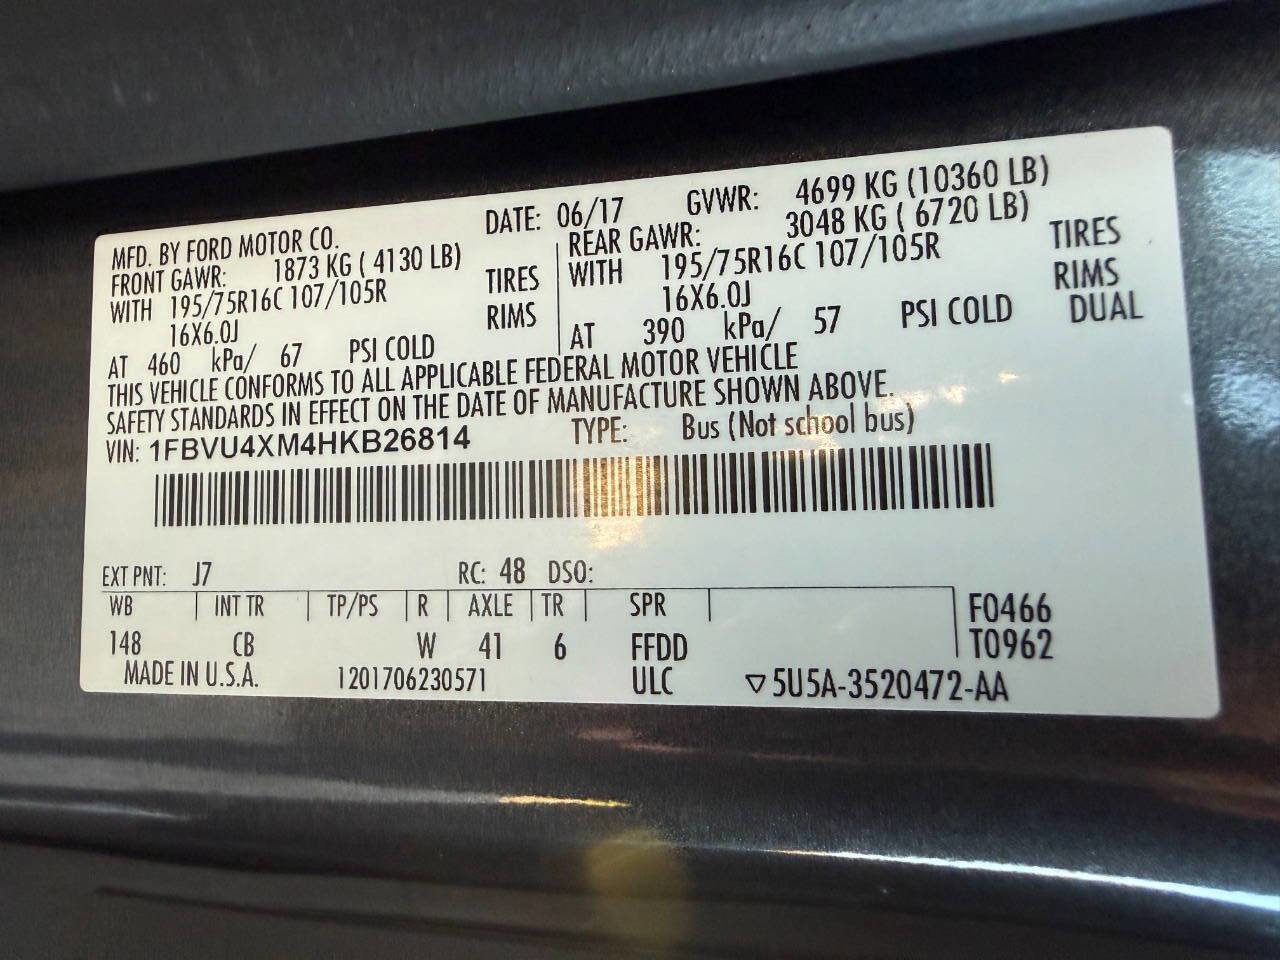 MFD. BY FORD MOTOR CO. DATE: 06/17 GVWR: 4699 KG (10360 LB)
FRONT GAWR: 1873 KG ( 4130 LB) REAR GAWR: 3048 KG ( 6720 LB)
WITH 195/75R16C 107/105R TIRES WITH 195/75R16C 107/105R TIRES
16X6.0J RIMS 16X6.0J RIMS
AT 460 kPa/ 67 PSI COLD AT 390 kPa/ 57 PSI COLD DUAL
THIS VEHICLE CONFORMS TO ALL APPLICABLE FEDERAL MOTOR VEHICLE
SAFETY STANDARDS IN EFFECT ON THE DATE OF MANUFACTURE SHOWN ABOVE.
VIN: 1FBVU4XM4HKB26814 TYPE: Bus (Not school bus)
EXT PNT: J7 RC: 48 DSO:
WB INT TR TP/PS R AXLE TR SPR F0466
148 CB W 41 6 FFDD T0962
MADE IN U.S.A. 1201706230571 ULC ▽5U5A-3520472-AA